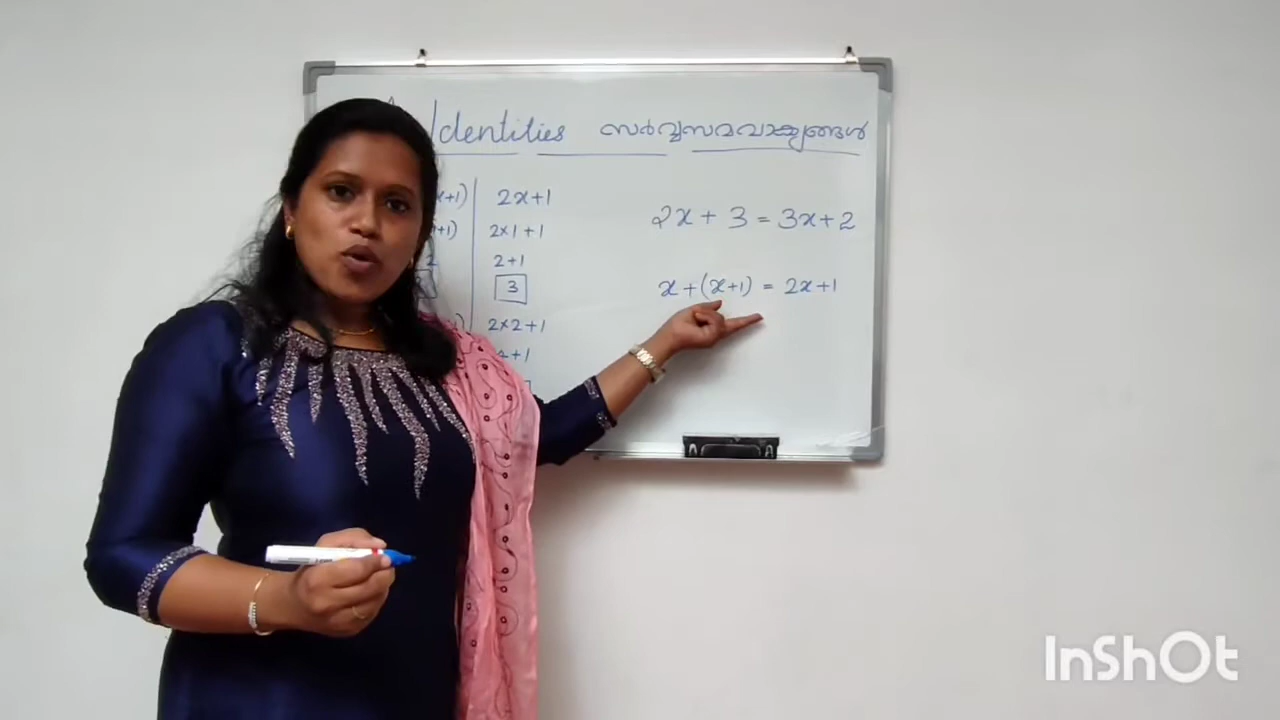 Identities സർവ്വസമവാക്യങ്ങൾ
x+1) 2x+1
+1) 2×1+1
2 2+1
3
2×2+1
+1
2x + 3 = 3x+2
x+(x+1) = 2x+1
InShOt